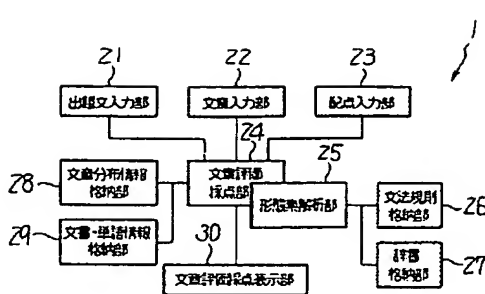 1
21
22
23
出題文入力部
文章入力部
配点入力部
24
25
28
文章分布情報
格納部
文章評価
採点部
形態素解析部
文法規則
格納部
26
29
文書・単語情報
格納部
30
辞書
格納部
27
文章評価採点表示部